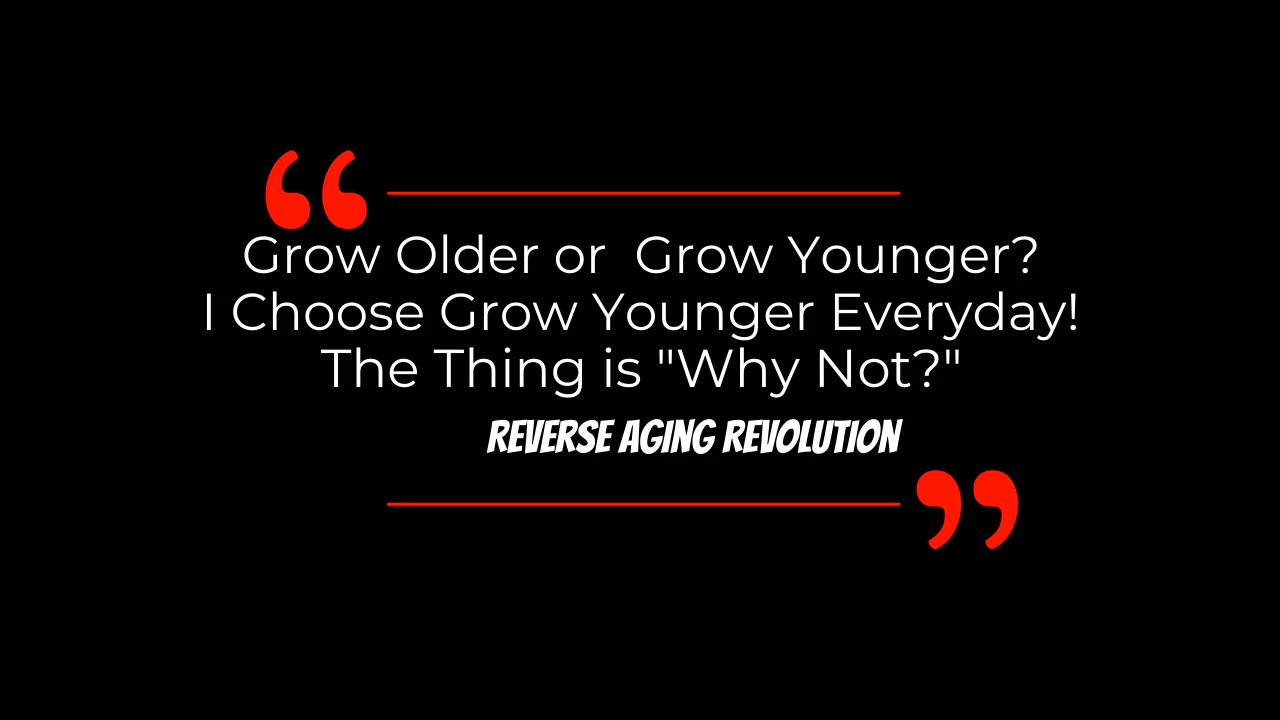 “
Grow Older or  Grow Younger?
I Choose Grow Younger Everyday!
The Thing is "Why Not?"
REVERSE AGING REVOLUTION
”